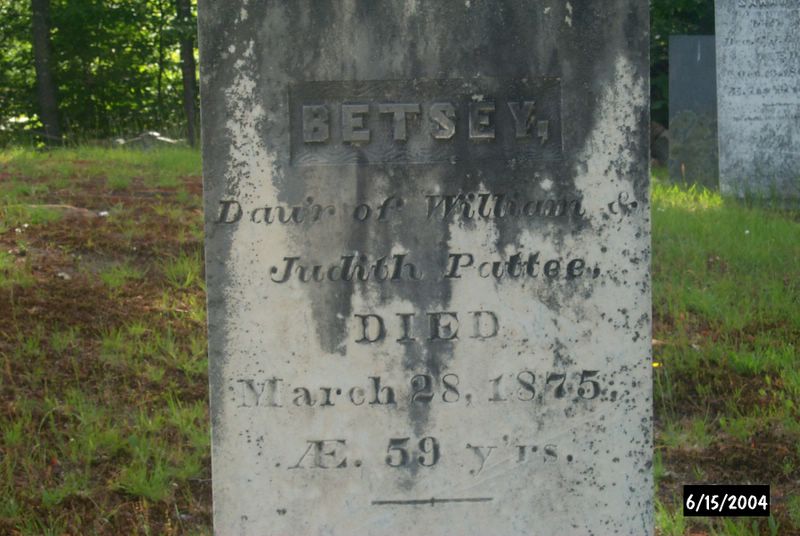 BETSEY,
Dau'r of William &
Judith Pattee,
DIED
March 28, 1875,
Æ. 59 y'rs.
6/15/2004